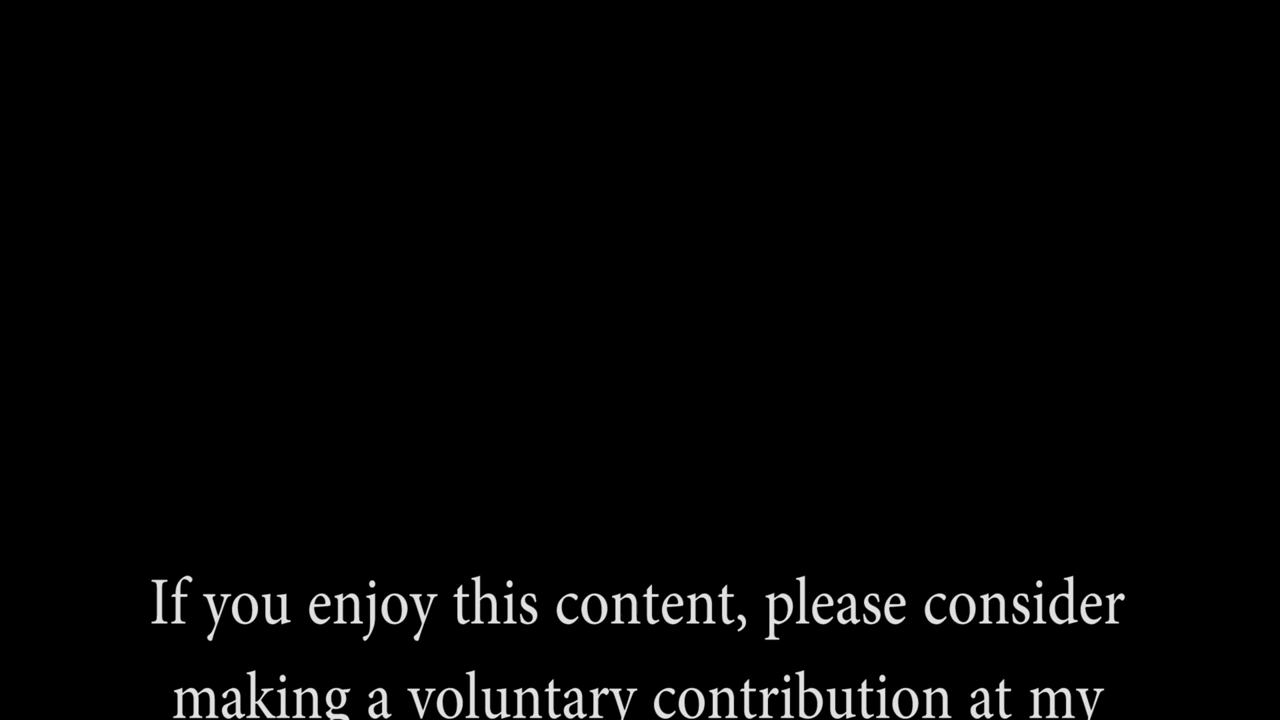 If you enjoy this content, please consider
making a voluntary contribution at my